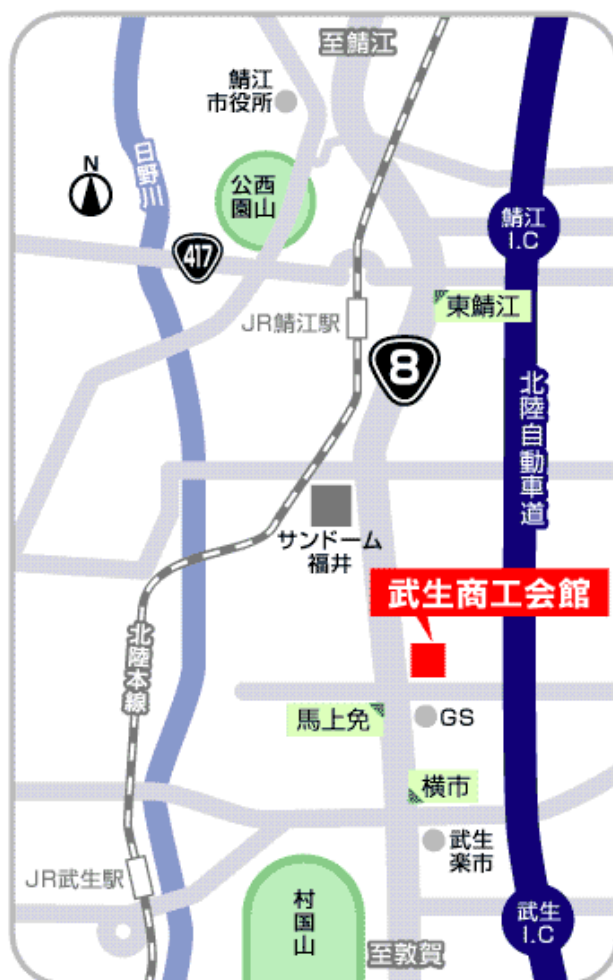 至鯖江
鯖江
市役所
N
日野川
公西
園山
鯖江
I.C
417
東鯖江
JR鯖江駅
8
北陸自動車道
サンドーム
福井
武生商工会館
北陸本線
馬上免
GS
横市
武生
楽市
JR武生駅
村国山
武生
I.C
至敦賀